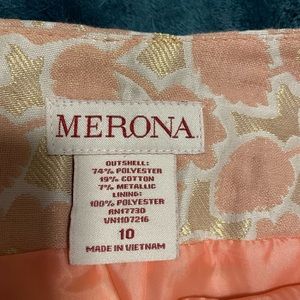 MERONA
OUTSHELL:
74% POLYESTER
19% COTTON
7% METALLIC
LINING:
100% POLYESTER
RN17730
VN1107216
10
MADE IN VIETNAM